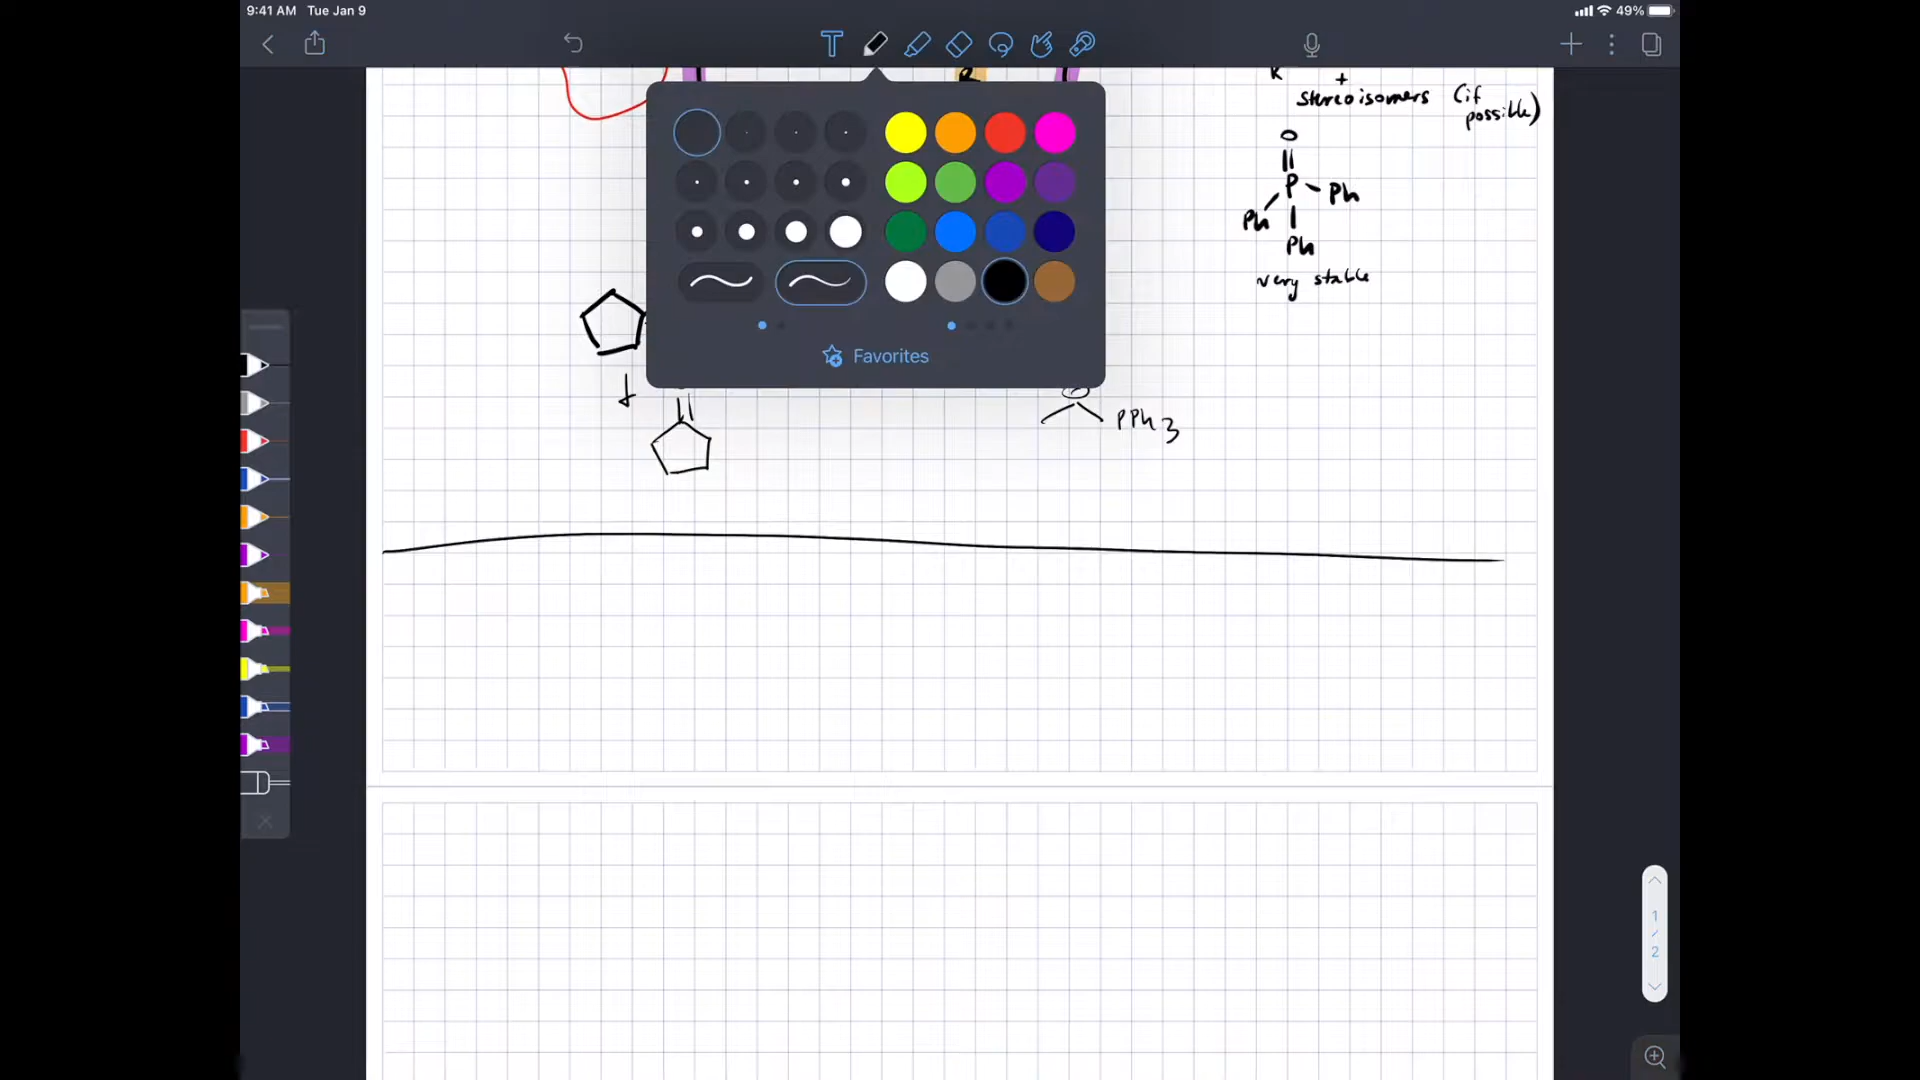 9:41 AM Tue Jan 9
49%
T
R
+
stereoisomers (if possible)
O
P
Ph
Ph
Ph
very stable
Favorites
PPh3
1
/
2